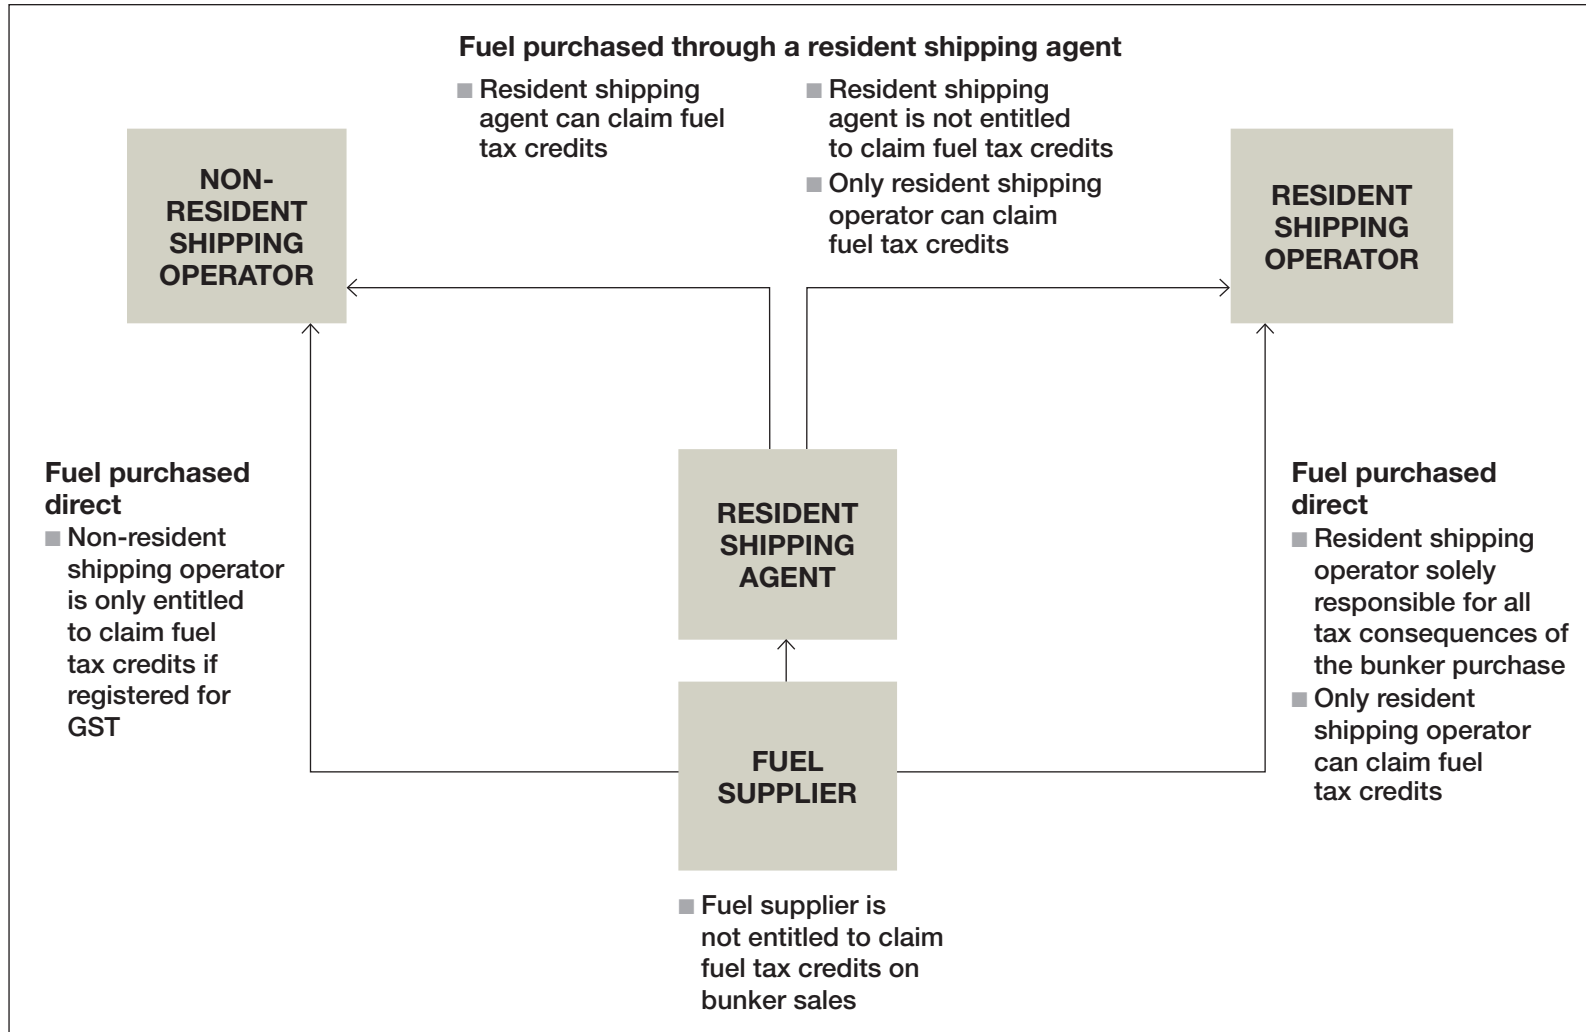 Fuel purchased through a resident shipping agent
Resident shipping
agent can claim fuel
tax credits
Resident shipping
agent is not entitled
to claim fuel tax credits
Only resident shipping
operator can claim
fuel tax credits
NON-
RESIDENT
SHIPPING
OPERATOR
RESIDENT
SHIPPING
OPERATOR
Fuel purchased
direct
Non-resident
shipping operator
is only entitled
to claim fuel
tax credits if
registered for
GST
RESIDENT
SHIPPING
AGENT
Fuel purchased
direct
Resident shipping
operator solely
responsible for all
tax consequences of
the bunker purchase
Only resident
shipping operator
can claim fuel
tax credits
FUEL
SUPPLIER
Fuel supplier is
not entitled to claim
fuel tax credits on
bunker sales